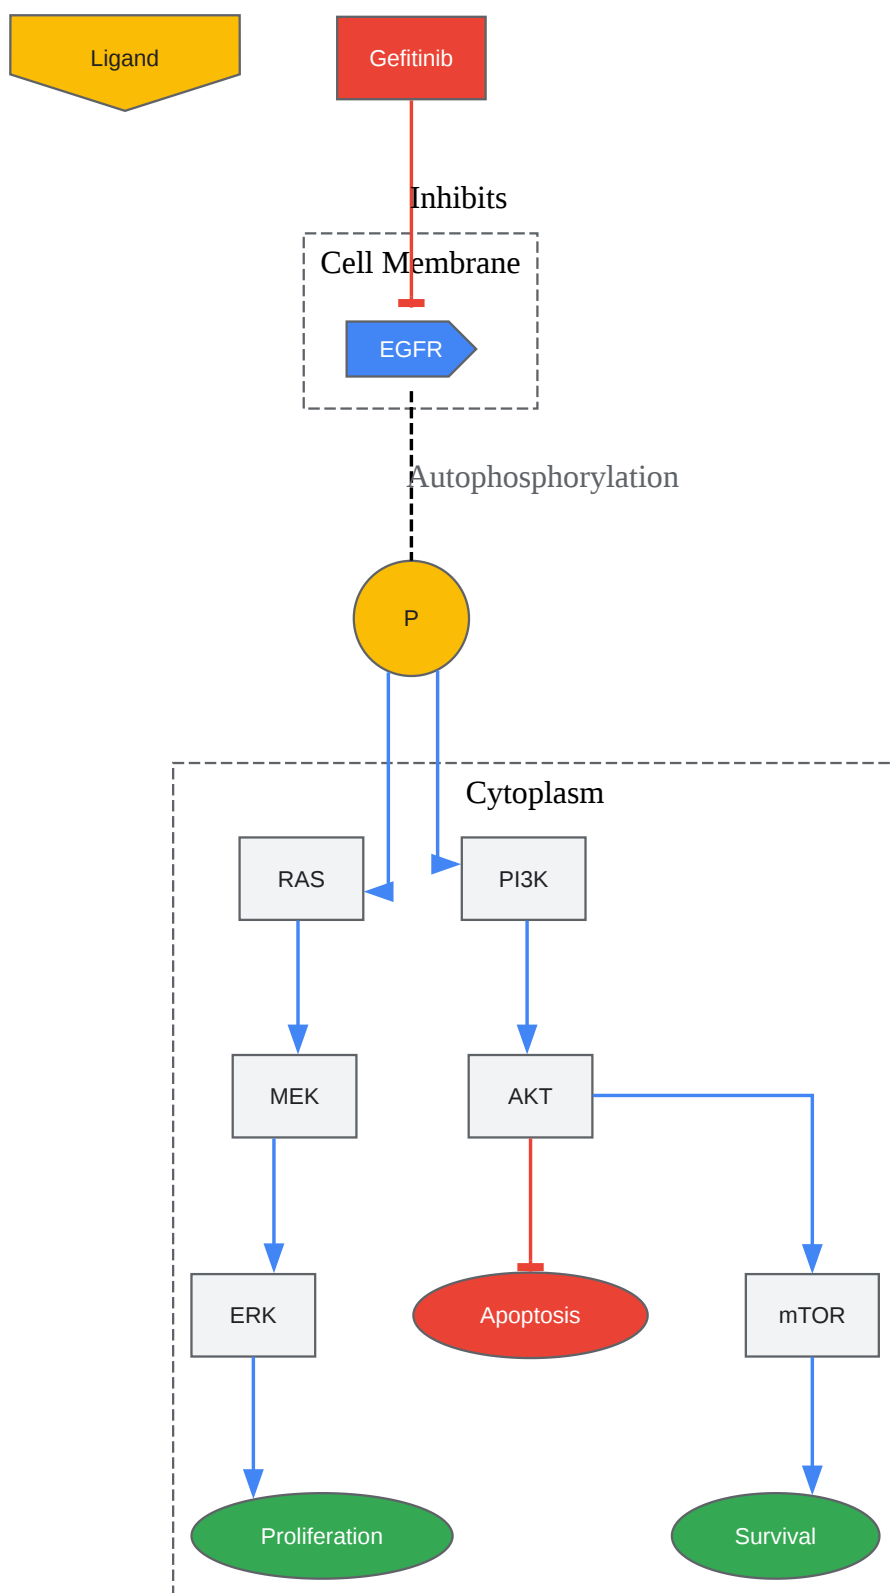 Ligand
Gefitinib
Inhibits
Cell Membrane
EGFR
Autophosphorylation
P
Cytoplasm
RAS
PI3K
MEK
AKT
ERK
Apoptosis
mTOR
Proliferation
Survival